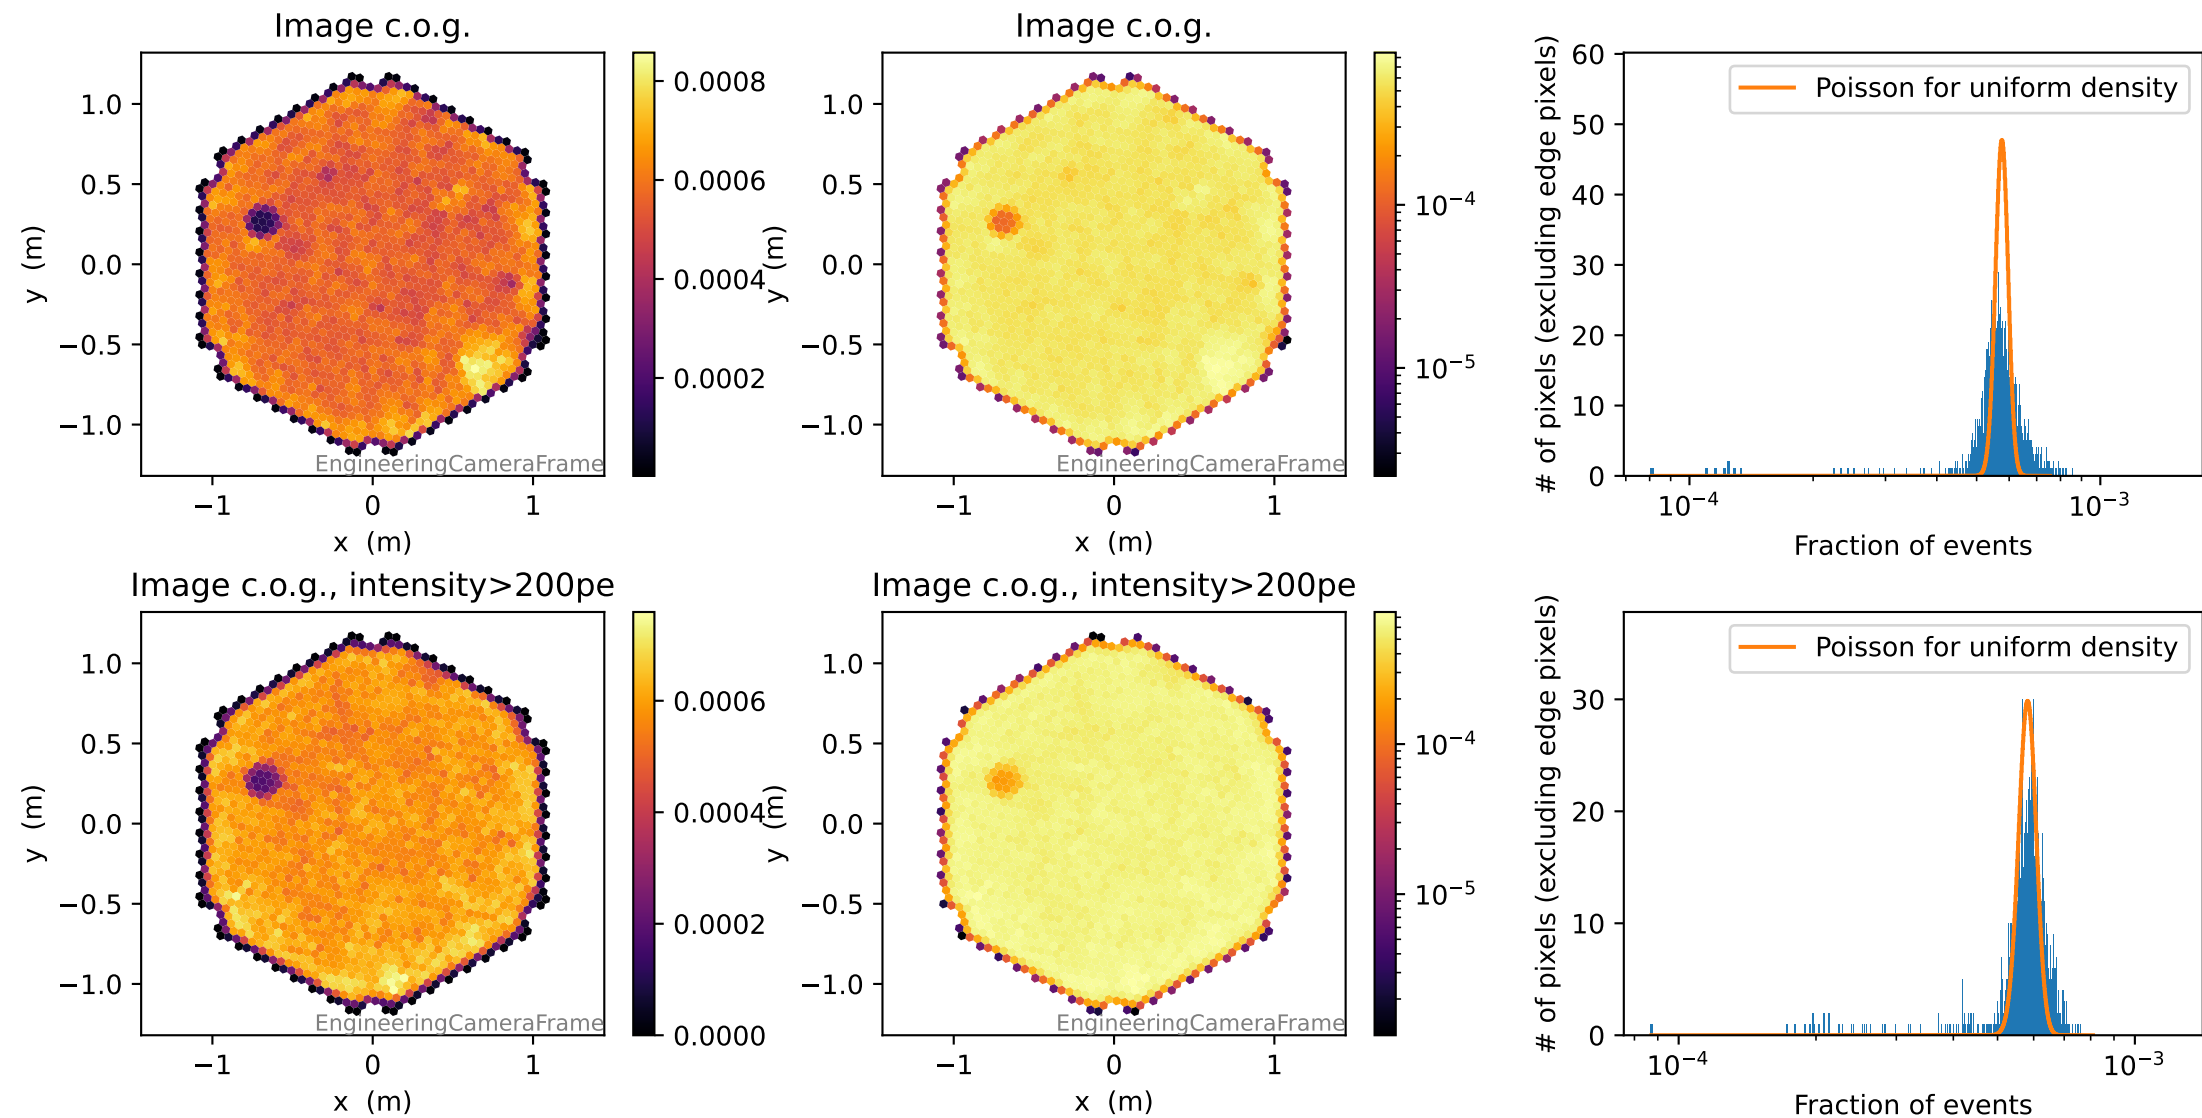 Image c.o.g.
1.0
0.5
0.0
−0.5
−1.0
y (m)
−1
0
1
x (m)
EngineeringCameraFrame
0.0008
0.0006
0.0004
0.0002
Image c.o.g.
1.0
0.5
0.0
−0.5
−1.0
y (m)
−1
0
1
x (m)
EngineeringCameraFrame
10−4
10−5
60
50
40
30
20
10
0
# of pixels (excluding edge pixels)
Poisson for uniform density
10−4
10−3
Fraction of events
Image c.o.g., intensity>200pe
1.0
0.5
0.0
−0.5
−1.0
y (m)
−1
0
1
x (m)
EngineeringCameraFrame
0.0006
0.0004
0.0002
0.0000
Image c.o.g., intensity>200pe
1.0
0.5
0.0
−0.5
−1.0
y (m)
−1
0
1
x (m)
EngineeringCameraFrame
10−4
10−5
30
20
10
0
# of pixels (excluding edge pixels)
Poisson for uniform density
10−4
10−3
Fraction of events